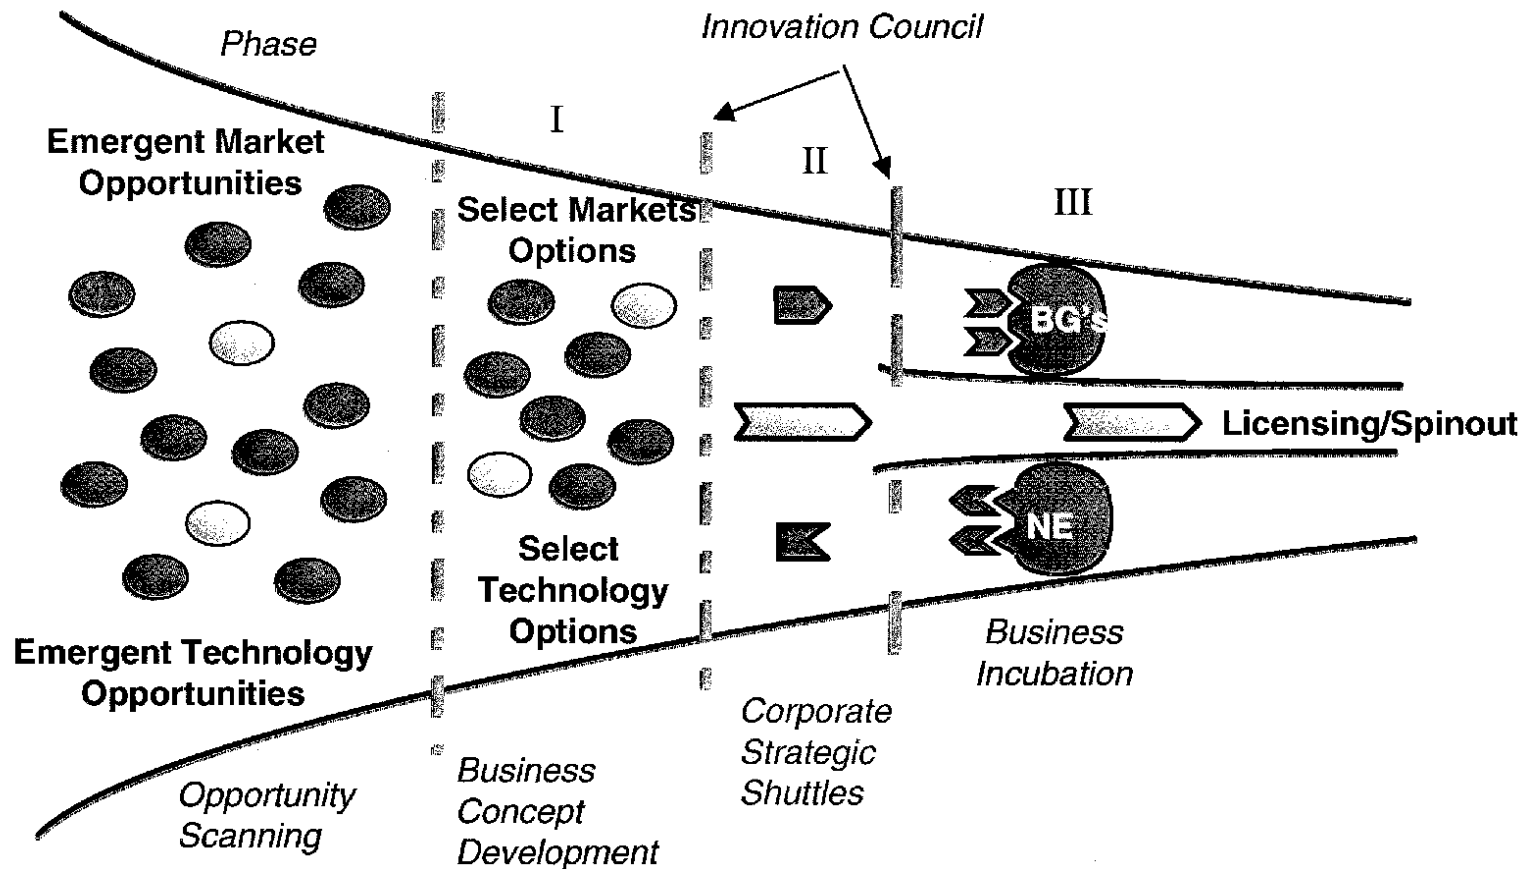 Phase
Innovation Council
I
II
III
Emergent Market
Opportunities
Select Markets
Options
BG's
Licensing/Spinout
NE
Select
Technology
Options
Emergent Technology
Opportunities
Business
Incubation
Corporate
Strategic
Shuttles
Business
Concept
Development
Opportunity
Scanning